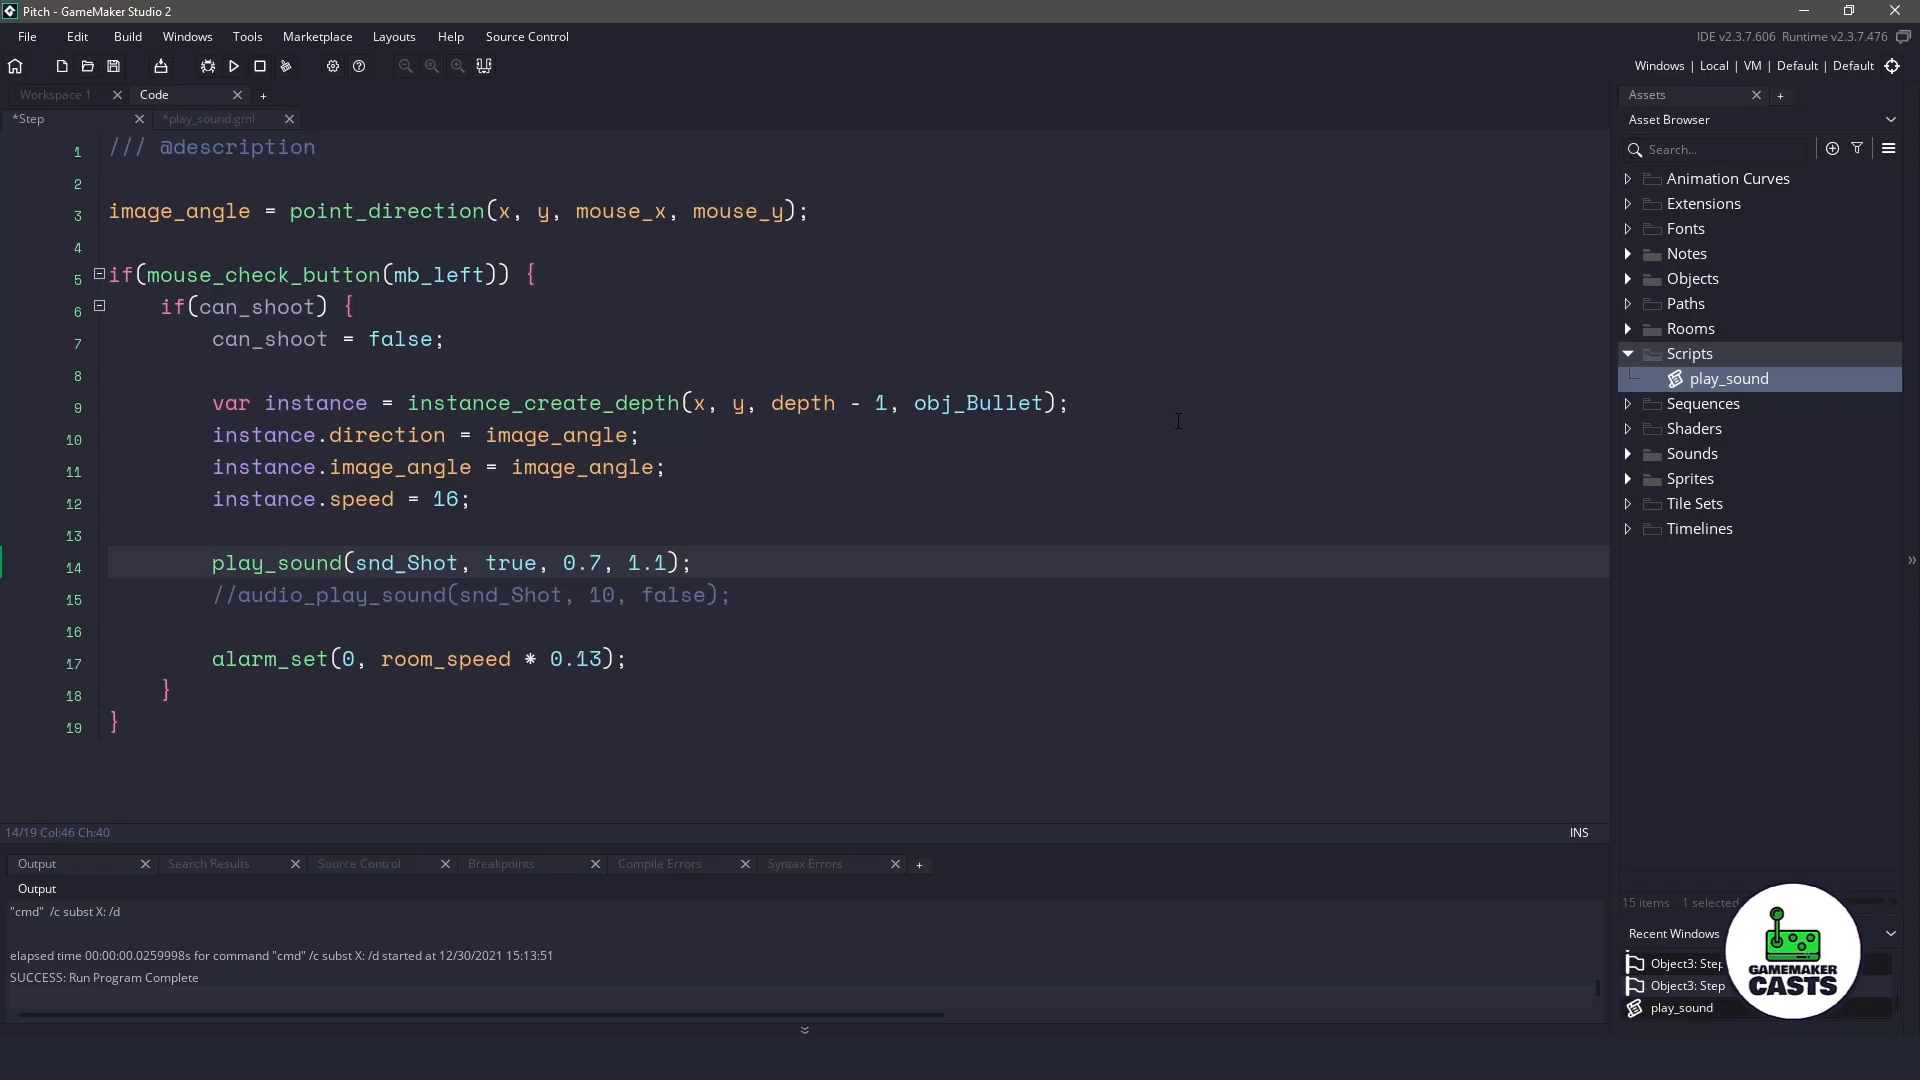 Pitch - GameMaker Studio 2
File Edit Build Windows Tools Marketplace Layouts Help Source Control
IDE v2.3.7.606 Runtime v2.3.7.476
Windows | Local | VM | Default | Default
Workspace 1
Code
*Step
*play_sound.gml
1 /// @description
2
3 image_angle = point_direction(x, y, mouse_x, mouse_y);
4
5 if(mouse_check_button(mb_left)) {
6 if(can_shoot) {
7 can_shoot = false;
8
9 var instance = instance_create_depth(x, y, depth - 1, obj_Bullet);
10 instance.direction = image_angle;
11 instance.image_angle = image_angle;
12 instance.speed = 16;
13
14 play_sound(snd_Shot, true, 0.7, 1.1);
15 //audio_play_sound(snd_Shot, 10, false);
16
17 alarm_set(0, room_speed * 0.13);
18 }
19 }
14/19 Col:46 Ch:40
INS
Output Search Results Source Control Breakpoints Compile Errors Syntax Errors
Output
"cmd" /c subst X: /d
elapsed time 00:00:00.0259998s for command "cmd" /c subst X: /d started at 12/30/2021 15:13:51
SUCCESS: Run Program Complete
Assets
Asset Browser
Search...
Animation Curves
Extensions
Fonts
Notes
Objects
Paths
Rooms
Scripts
play_sound
Sequences
Shaders
Sounds
Sprites
Tile Sets
Timelines
15 items 1 selected
Recent Windows
Object3: Step
Object3: Step
play_sound
GAMEMAKER
CASTS